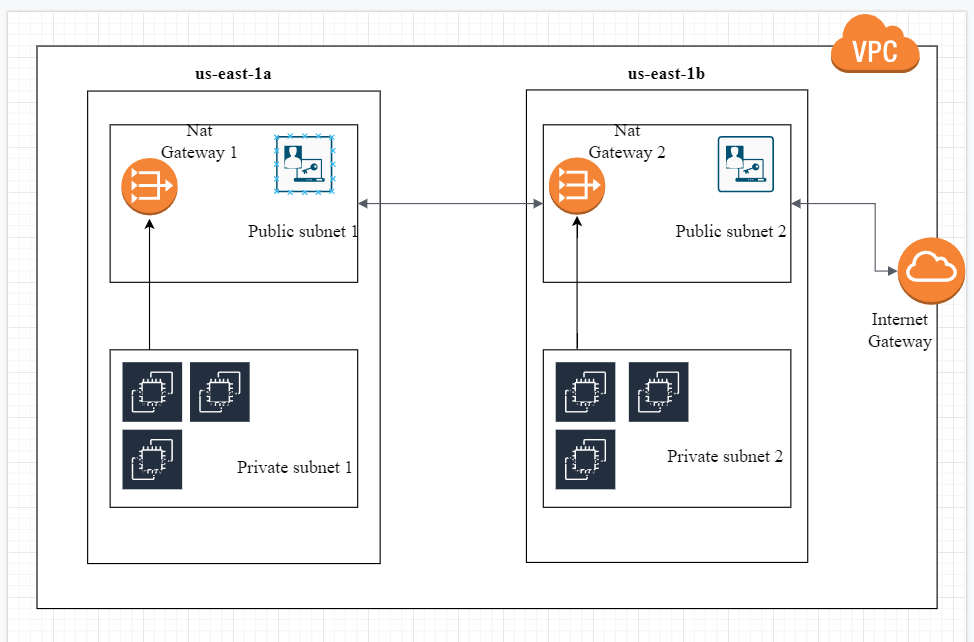 VPC
us-east-1a
us-east-1b
Nat
Gateway 1
Nat
Gateway 2
Public subnet 1
Public subnet 2
Internet
Gateway
Private subnet 1
Private subnet 2